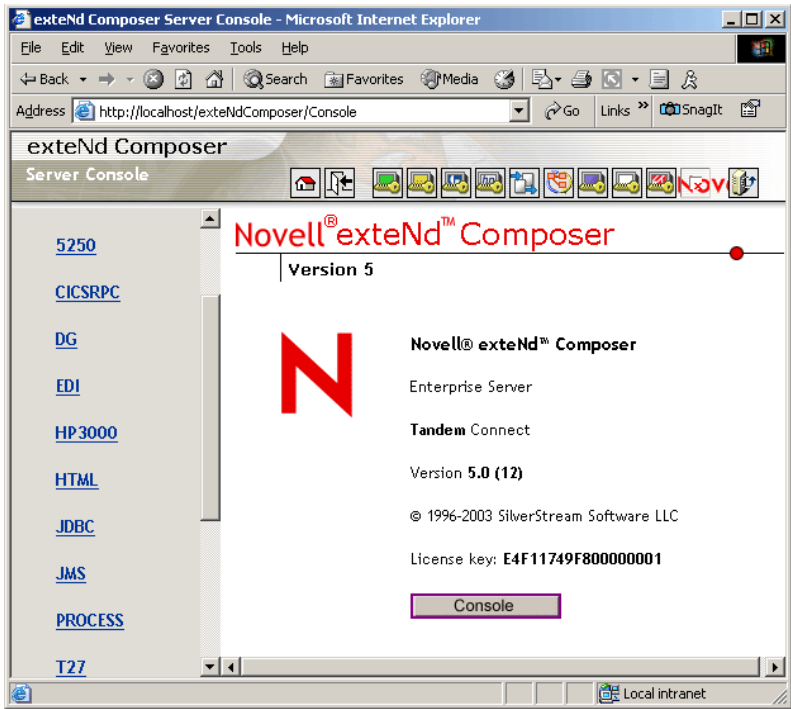 exteNd Composer Server Console - Microsoft Internet Explorer
File Edit View Favorites Tools Help
Back Search Favorites Media
Address http://localhost/exteNdComposer/Console Go Links » SnagIt
exteNd Composer
Server Console
Novell®exteNd™Composer
Version 5
5250
CICSRPC
DG
EDI
HP3000
HTML
JDBC
JMS
PROCESS
T27
Novell® exteNd™ Composer
Enterprise Server
Tandem Connect
Version 5.0 (12)
© 1996-2003 SilverStream Software LLC
License key: E4F11749F800000001
Console
Local intranet